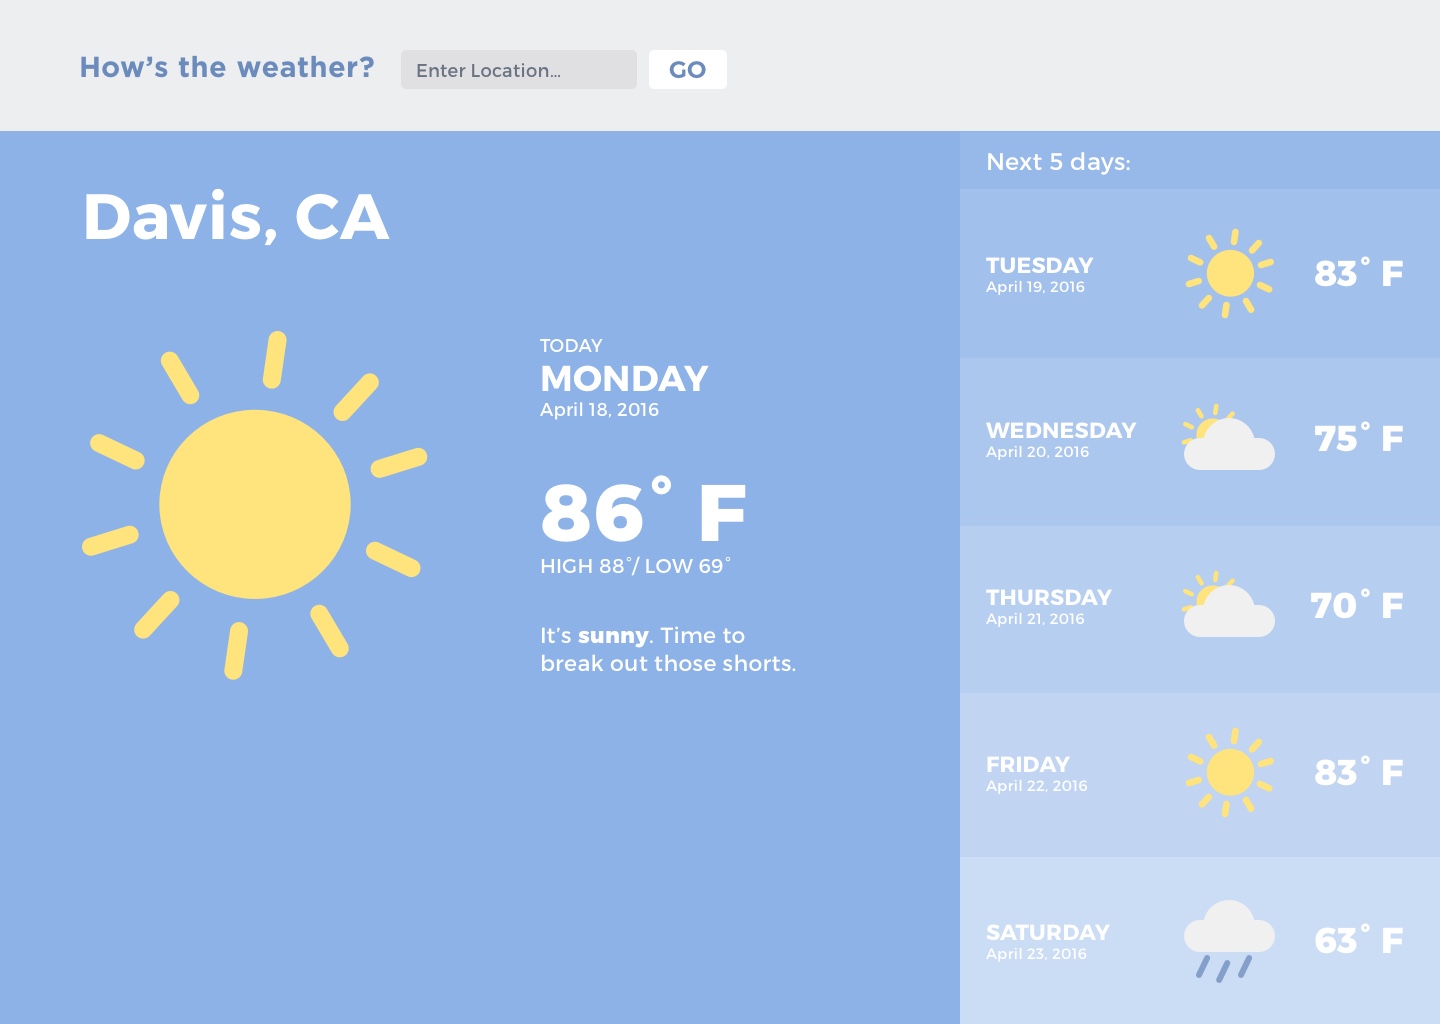 How’s the weather?
Enter Location...
GO
Davis, CA
TODAY
MONDAY
April 18, 2016
86° F
HIGH 88°/ LOW 69°
It’s sunny. Time to
break out those shorts.
Next 5 days:
TUESDAY
April 19, 2016
83° F
WEDNESDAY
April 20, 2016
75° F
THURSDAY
April 21, 2016
70° F
FRIDAY
April 22, 2016
83° F
SATURDAY
April 23, 2016
63° F